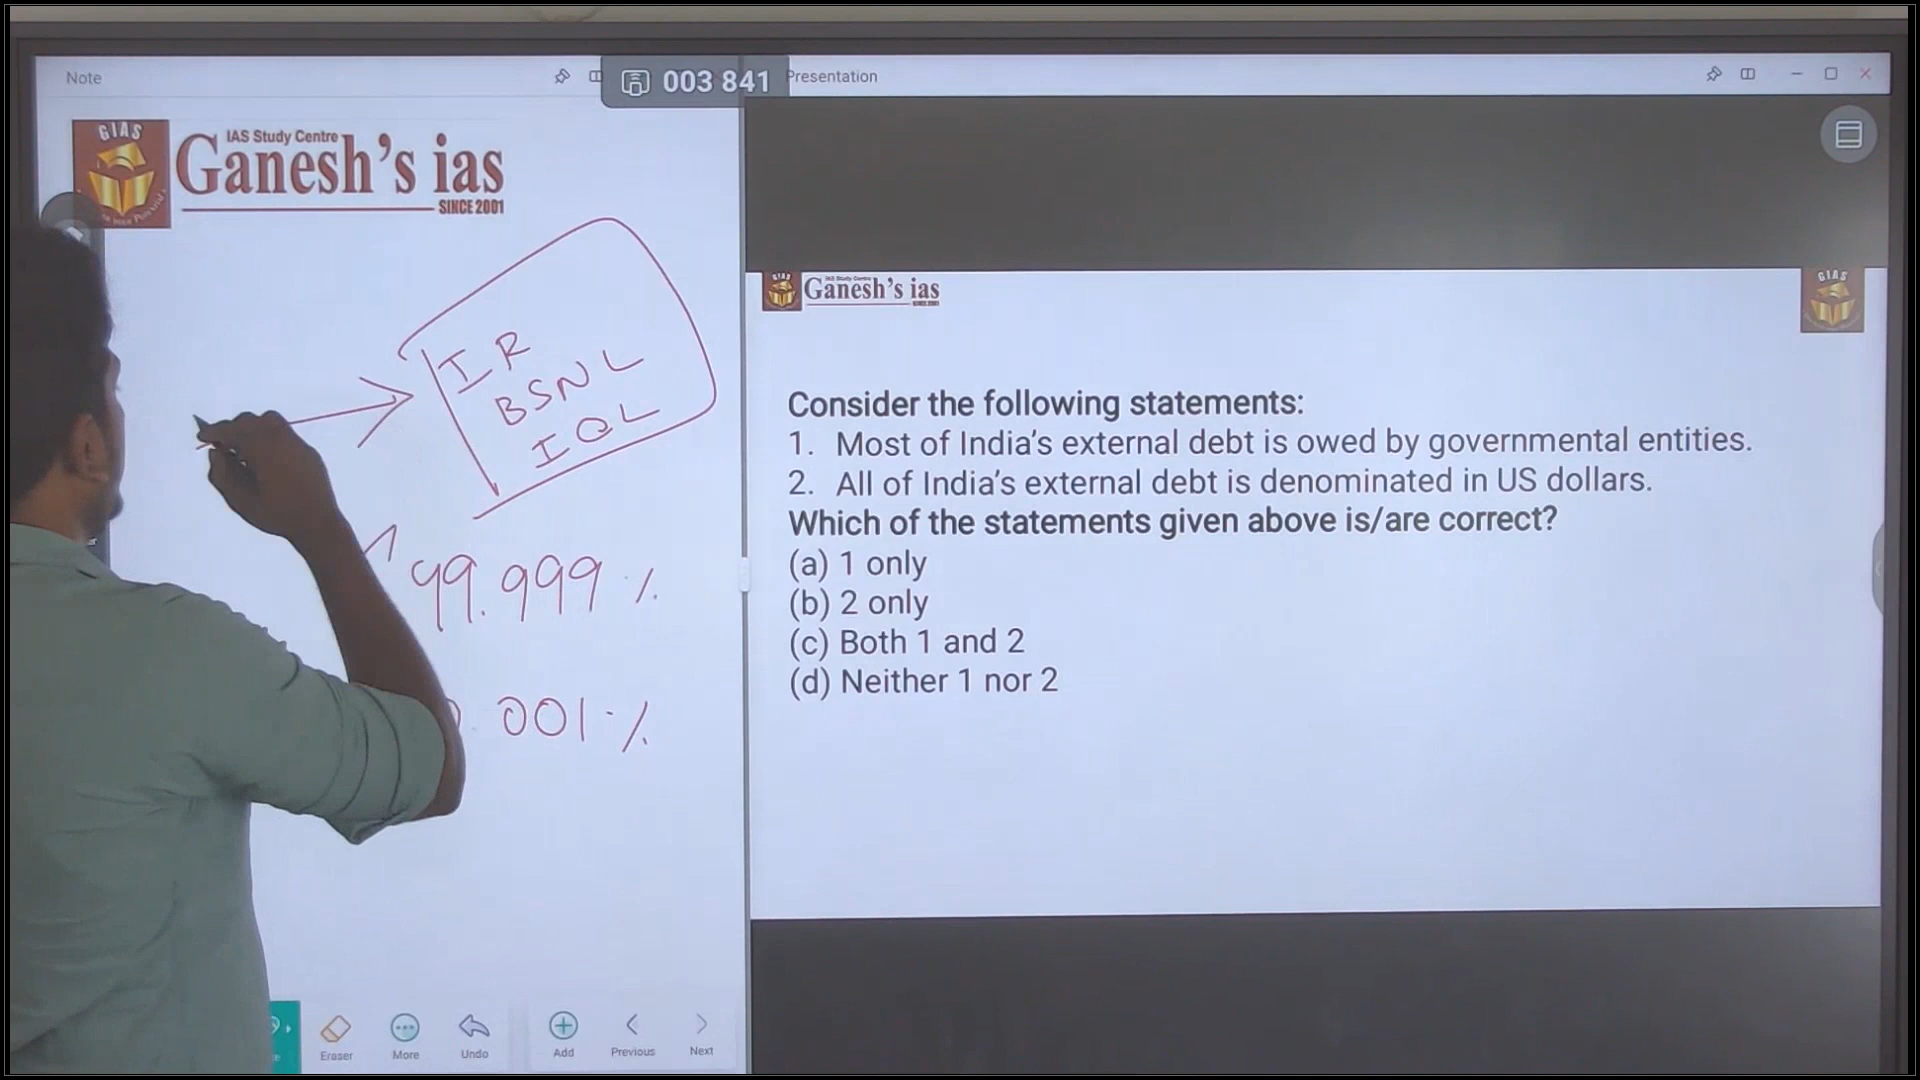 Note
003 841
Presentation
GIAS
IAS Study Centre
Ganesh's ias
SINCE 2001
IR
BSNL
IOL
99.999 %
001 %
Eraser
More
Undo
Add
Previous
Next
Ganesh's ias
GIAS
Consider the following statements:
1. Most of India's external debt is owed by governmental entities.
2. All of India's external debt is denominated in US dollars.
Which of the statements given above is/are correct?
(a) 1 only
(b) 2 only
(c) Both 1 and 2
(d) Neither 1 nor 2